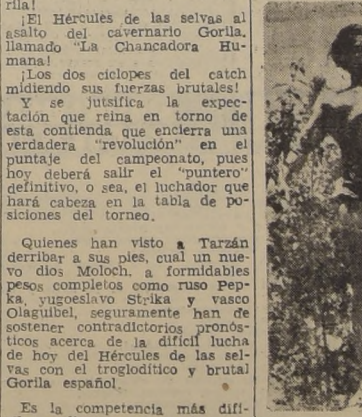 rila!
¡El Hércules de las selvas al
asalto del cavernario Gorila.
llamado "La Chancadora Hu-
mana!
¡Los dos ciclopes del catch
midiendo sus fuerzas brutales!
Y se jutsifica la expec-
tación que reina en torno de
esta contienda que encierra una
verdadera "revolución" en el
puntaje del campeonato, pues
hoy deberá salir el "puntero"
definitivo, o sea, el luchador que
hará cabeza en la tabla de po-
siciones del torneo.
Quienes han visto a Tarzán
derribar a sus pies, cual un nue-
vo dios Moloch, a formidables
pesos completos como ruso Pep-
ka, yugoeslavo Strika y vasco
Olaguibel, seguramente han de
sostener contradictorios pronós-
ticos acerca de la difícil lucha
de hoy del Hércules de las sel-
vas con el troglodítico y brutal
Gorila español.
Es la competencia más difi-